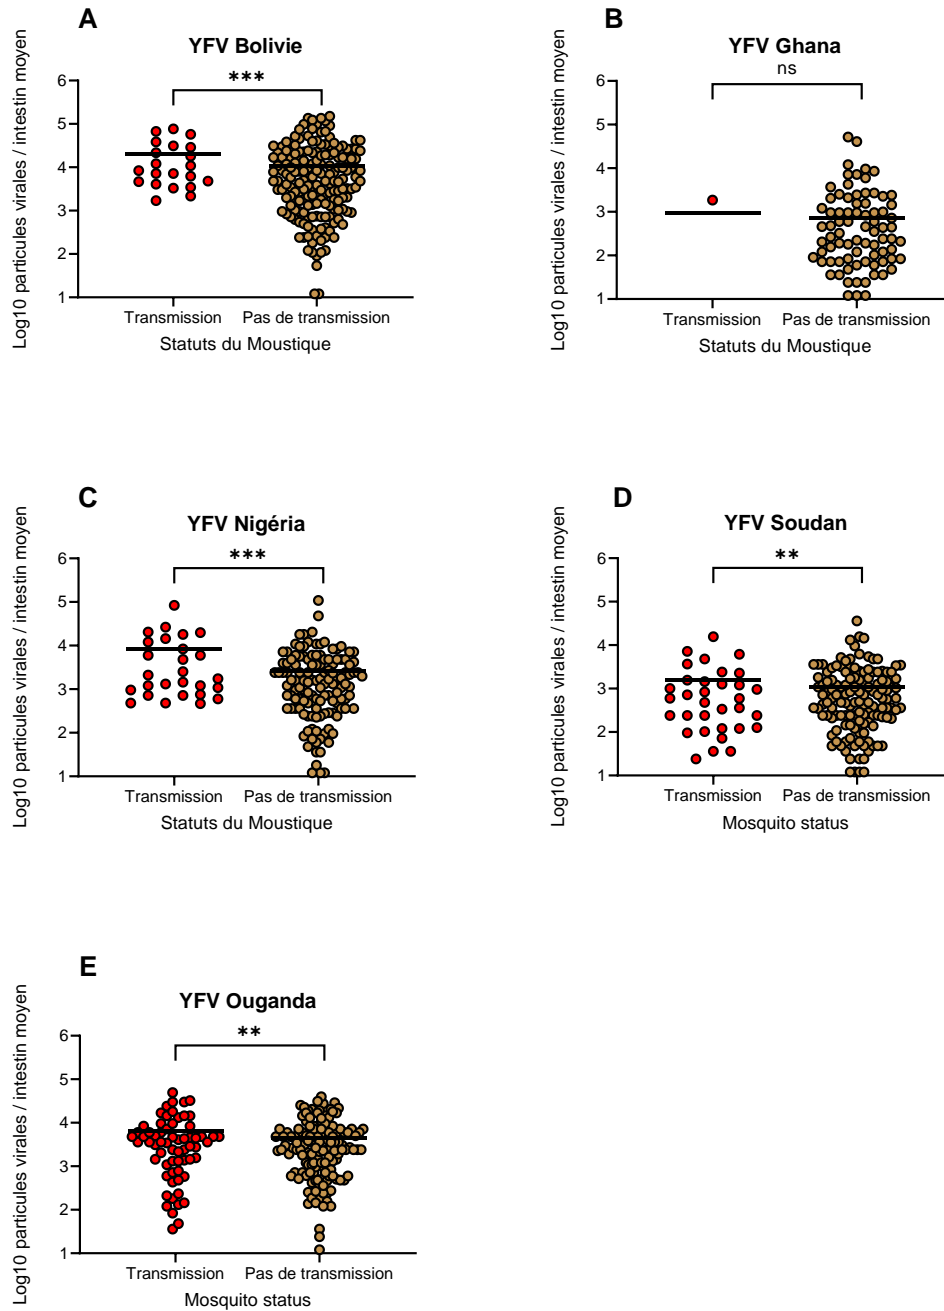 A
YFV Bolivie
***
6
5
4
3
2
1
Log10 particules virales / intestin moyen
Transmission
Pas de transmission
Statuts du Moustique
B
YFV Ghana
ns
6
5
4
3
2
1
Log10 particules virales / intestin moyen
Transmission
Pas de transmission
Statuts du Moustique
C
YFV Nigéria
***
6
5
4
3
2
1
Log10 particules virales / intestin moyen
Transmission
Pas de transmission
Statuts du Moustique
D
YFV Soudan
**
6
5
4
3
2
1
Log10 particules virales / intestin moyen
Transmission
Pas de transmission
Mosquito status
E
YFV Ouganda
**
6
5
4
3
2
1
Log10 particules virales / intestin moyen
Transmission
Pas de transmission
Mosquito status